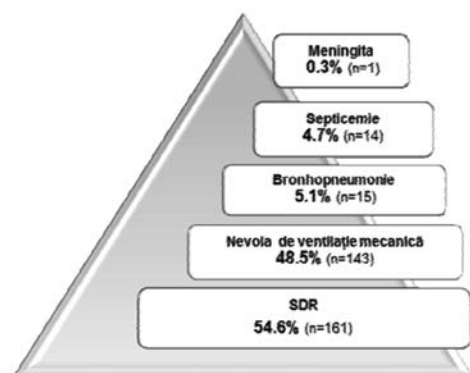 Meningita
0.3% (n=1)
Septicemie
4.7% (n=14)
Bronhopneumonie
5.1% (n=15)
Nevoia de ventilație mecanică
48.5% (n=143)
SDR
54.6% (n=161)